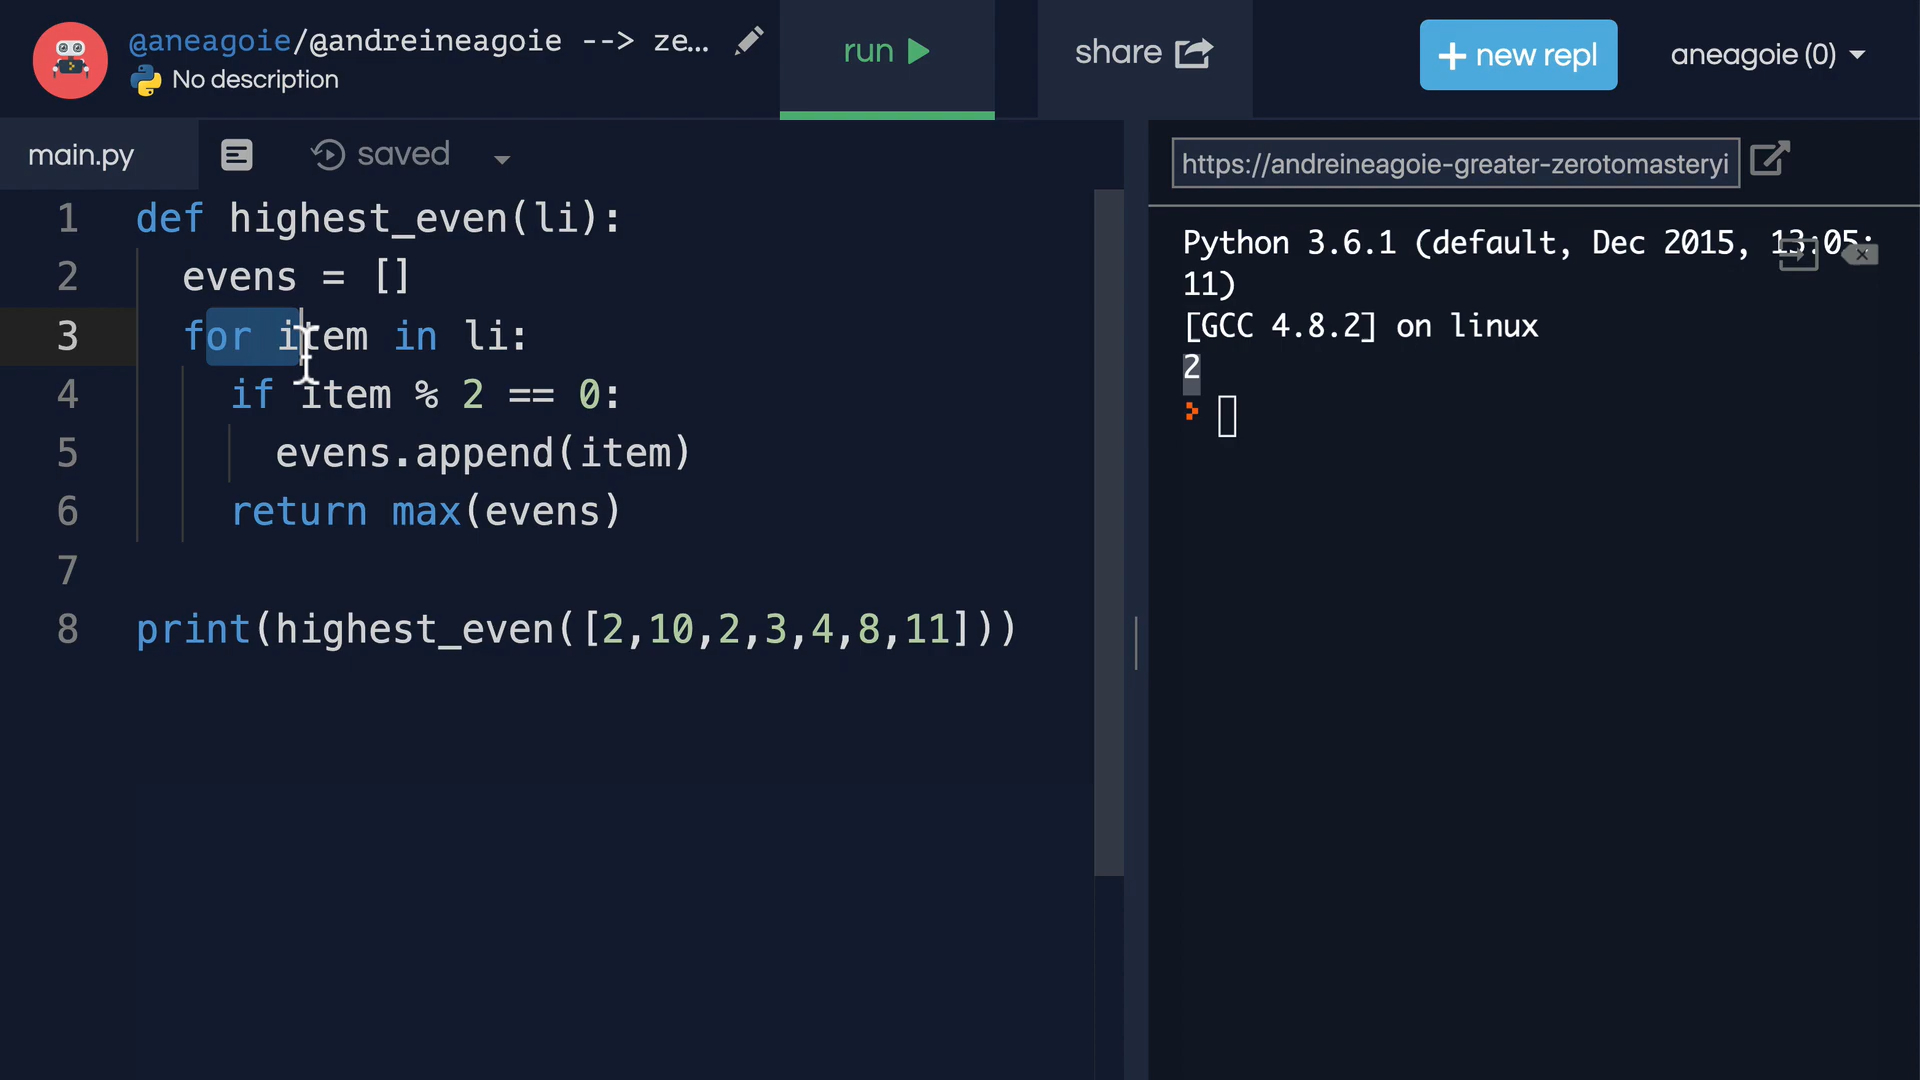 @aneagoie/@andreineagoie --> ze...
No description
run
share
+ new repl
aneagoie (0)
main.py
saved
https://andreineagoie-greater-zerotomasteryi
1 def highest_even(li):
2 evens = []
3 for item in li:
4 if item % 2 == 0:
5 evens.append(item)
6 return max(evens)
7
8 print(highest_even([2,10,2,3,4,8,11]))
Python 3.6.1 (default, Dec 2015, 13:05:
11)
[GCC 4.8.2] on linux
2